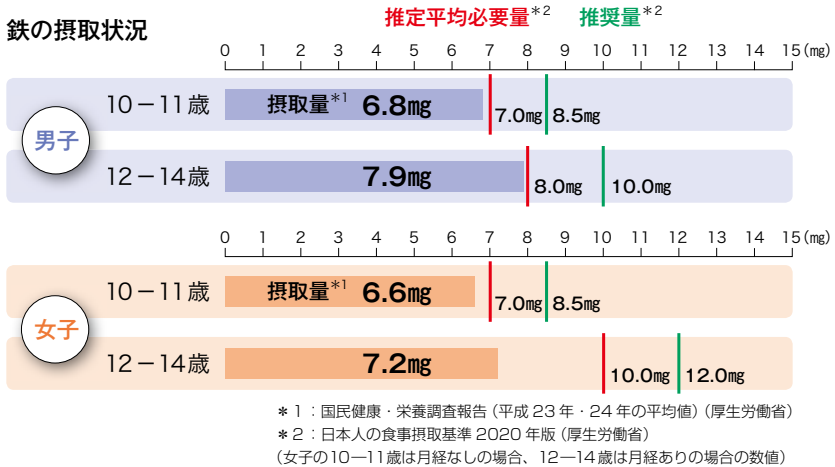 鉄の摂取状況
推定平均必要量*2 推奨量*2
0 1 2 3 4 5 6 7 8 9 10 11 12 13 14 15(mg)
男子
10−11歳 摂取量*1 6.8mg 7.0mg 8.5mg
12−14歳 7.9mg 8.0mg 10.0mg
0 1 2 3 4 5 6 7 8 9 10 11 12 13 14 15(mg)
女子
10−11歳 摂取量*1 6.6mg 7.0mg 8.5mg
12−14歳 7.2mg 10.0mg 12.0mg
*1:国民健康・栄養調査報告(平成23年・24年の平均値)(厚生労働省)
*2:日本人の食事摂取基準2020年版(厚生労働省)
(女子の10―11歳は月経なしの場合、12―14歳は月経ありの場合の数値)